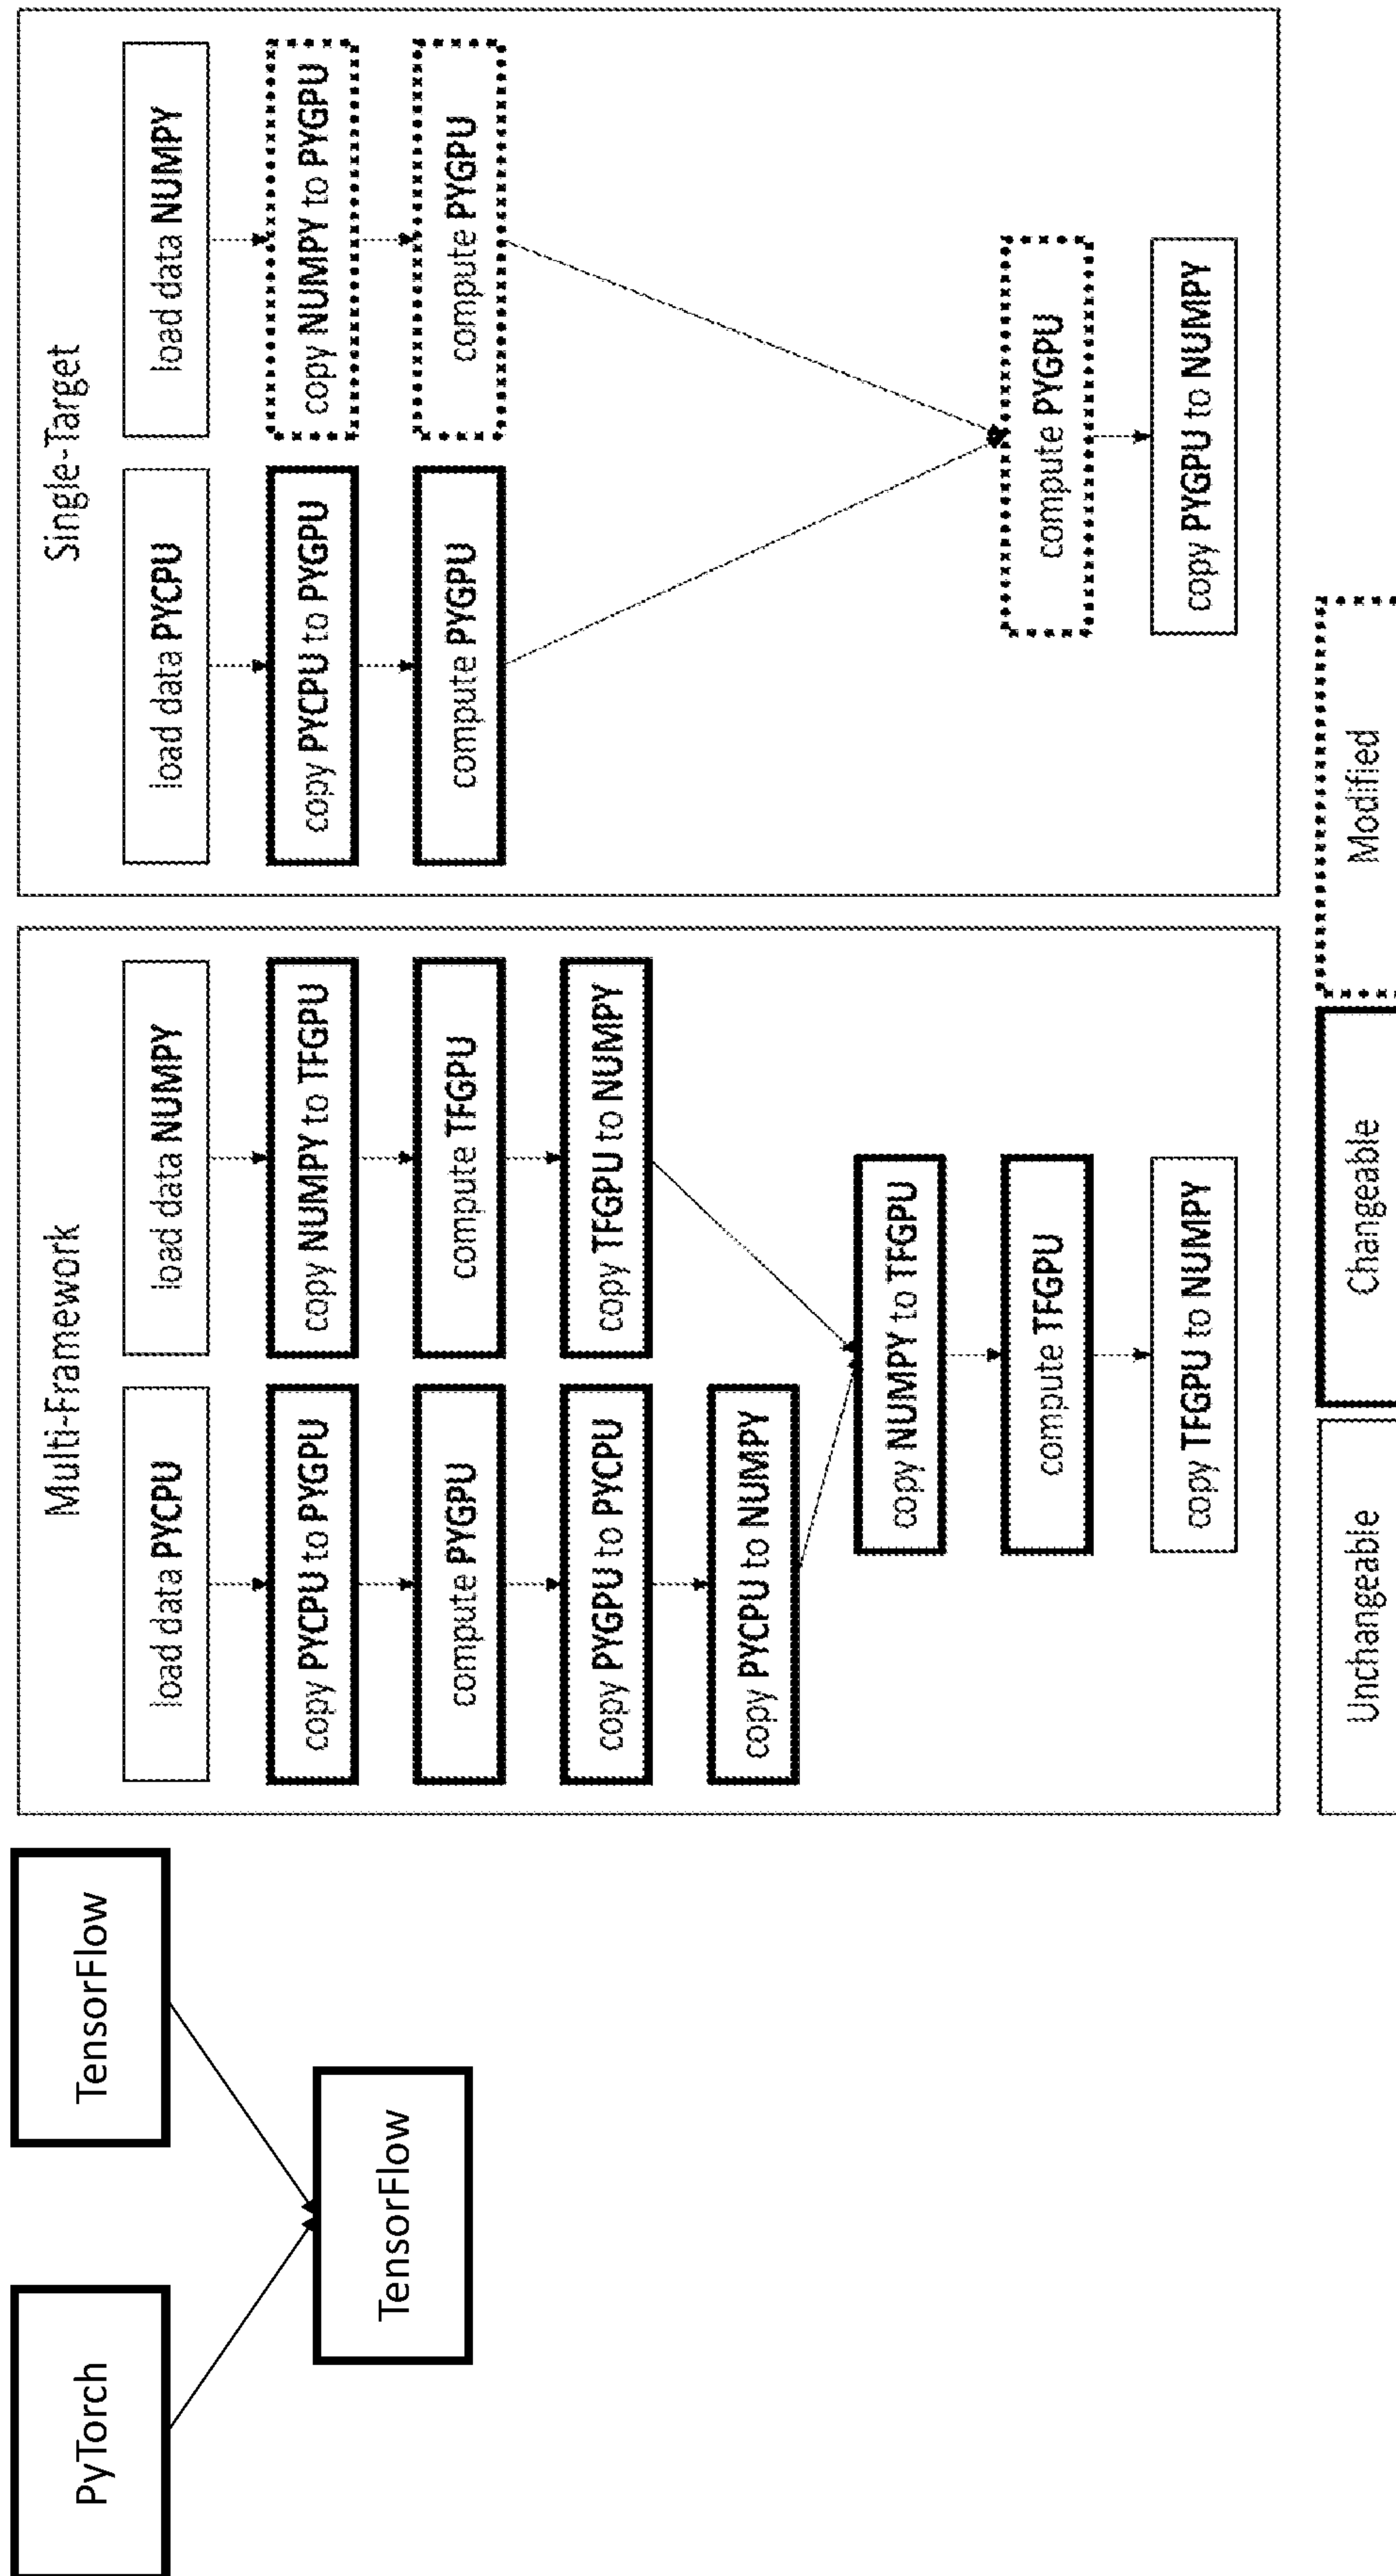 PyTorch
TensorFlow
TensorFlow
Multi-Framework
load data PYCPU
load data NUMPY
copy PYCPU to PYGPU
copy NUMPY to TFGPU
compute PYGPU
compute TFGPU
copy PYGPU to PYCPU
copy TFGPU to NUMPY
copy PYCPU to NUMPY
copy NUMPY to TFGPU
compute TFGPU
copy TFGPU to NUMPY
Single-Target
load data PYCPU
load data NUMPY
copy PYCPU to PYGPU
copy NUMPY to PYGPU
compute PYGPU
compute PYGPU
compute PYGPU
copy PYGPU to NUMPY
Unchangeable
Changeable
Modified